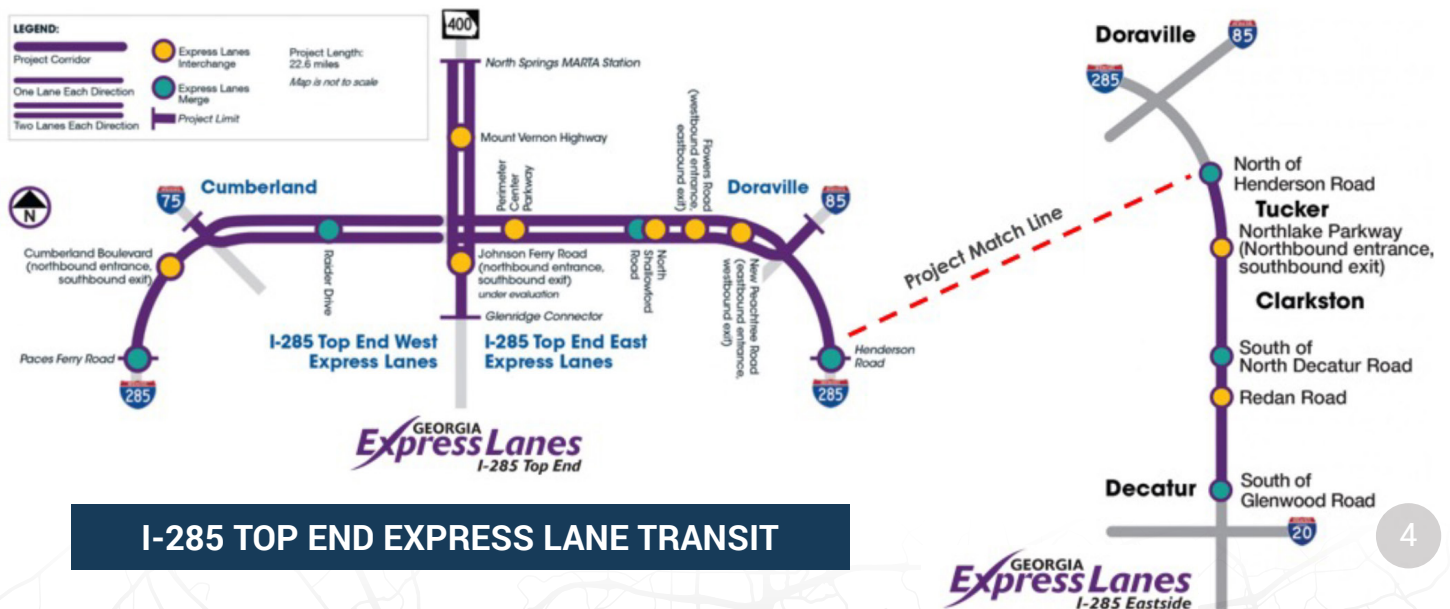 LEGEND:
Project Corridor
One Lane Each Direction
Two Lanes Each Direction
Express Lanes
Interchange
Express Lanes
Merge
Project Limit
Project Length:
22.6 miles
Map is not to scale
400
North Springs MARTA Station
Mount Vernon Highway
N
75
Cumberland
Cumberland Boulevard
(northbound entrance,
southbound exit)
Paces Ferry Road
285
Raider Drive
I-285 Top End West
Express Lanes
Perimeter
Center
Parkway
Johnson Ferry Road
(northbound entrance,
southbound exit)
under evaluation
Glenridge Connector
I-285 Top End East
Express Lanes
North
Shallowford
Road
Flowers Road
(westbound entrance,
eastbound exit)
New Peachtree Road
(eastbound entrance,
westbound exit)
Doraville
85
Henderson
Road
285
GEORGIA
Express Lanes
I-285 Top End
I-285 TOP END EXPRESS LANE TRANSIT
Project Match Line
Doraville
85
285
North of
Henderson Road
Tucker
Northlake Parkway
(Northbound entrance,
southbound exit)
Clarkston
South of
North Decatur Road
Redan Road
Decatur
South of
Glenwood Road
20
GEORGIA
Express Lanes
I-285 Eastside
4